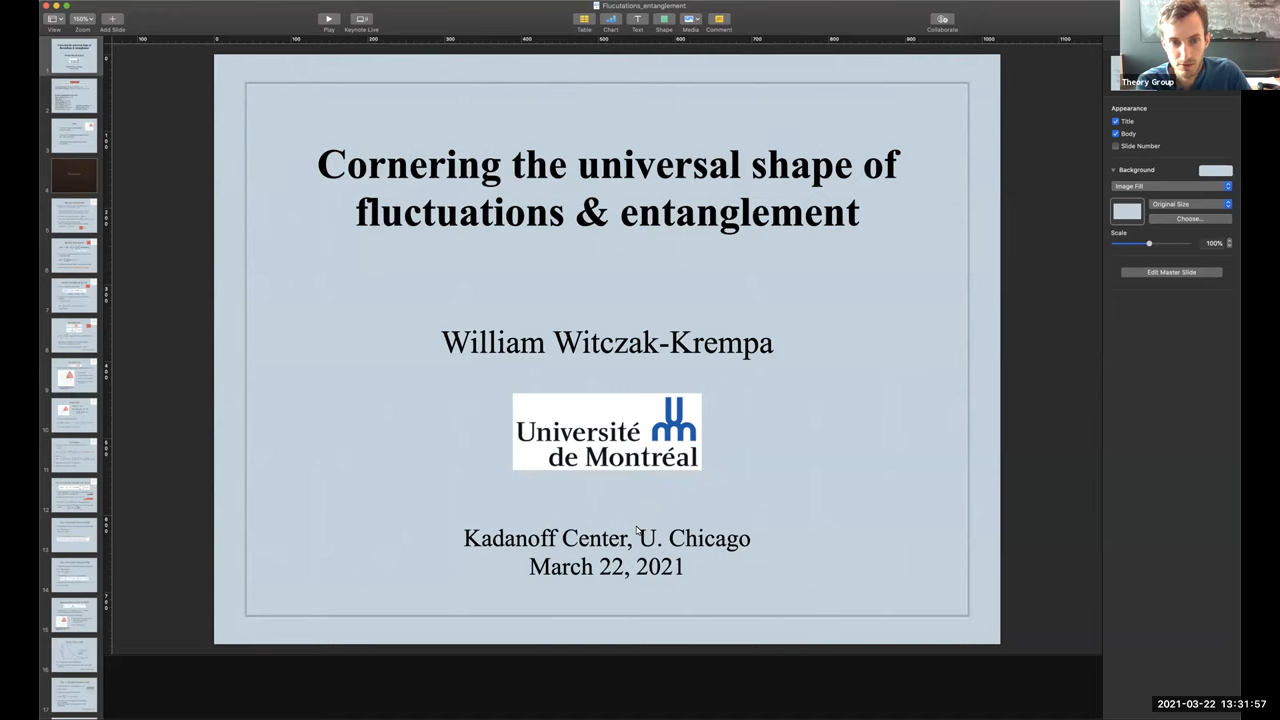 Flucutations_entanglement
150%
View
Zoom
Add Slide
Play
Keynote Live
Table
Chart
Text
Shape
Media
Comment
Collaborate
Theory Group
Cornering the universal shape of
fluctuations & entanglement
William Witczak-Krempa
Université
de Montréal
Kadanoff Center, U. Chicago
March 22, 2021
Appearance
Title
Body
Slide Number
Background
Image Fill
Original Size
Choose...
Scale
100%
Edit Master Slide
2021-03-22 13:31:57